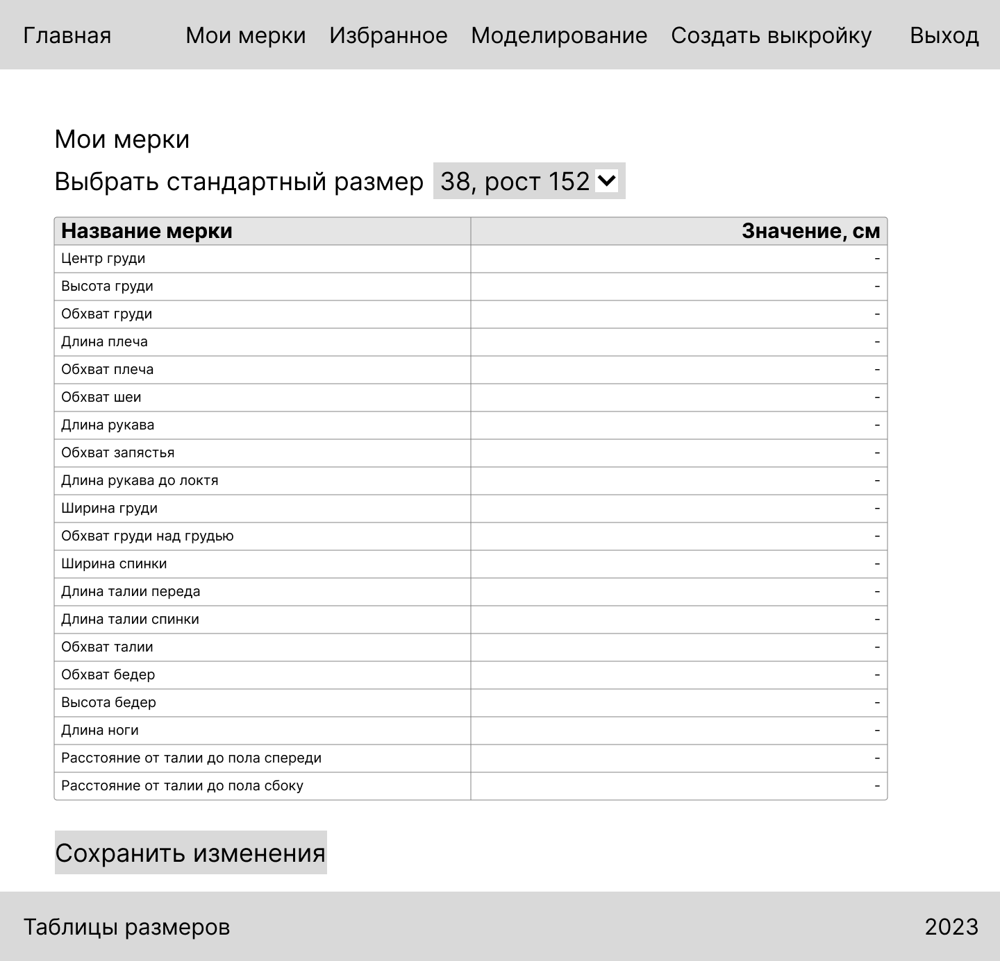 Главная Мои мерки Избранное Моделирование Создать выкройку Выход
Мои мерки
Выбрать стандартный размер 38, рост 152
Название мерки Значение, см
Центр груди -
Высота груди -
Обхват груди -
Длина плеча -
Обхват плеча -
Обхват шеи -
Длина рукава -
Обхват запястья -
Длина рукава до локтя -
Ширина груди -
Обхват груди над грудью -
Ширина спинки -
Длина талии переда -
Длина талии спинки -
Обхват талии -
Обхват бедер -
Высота бедер -
Длина ноги -
Расстояние от талии до пола спереди -
Расстояние от талии до пола сбоку -
Сохранить изменения
Таблицы размеров 2023